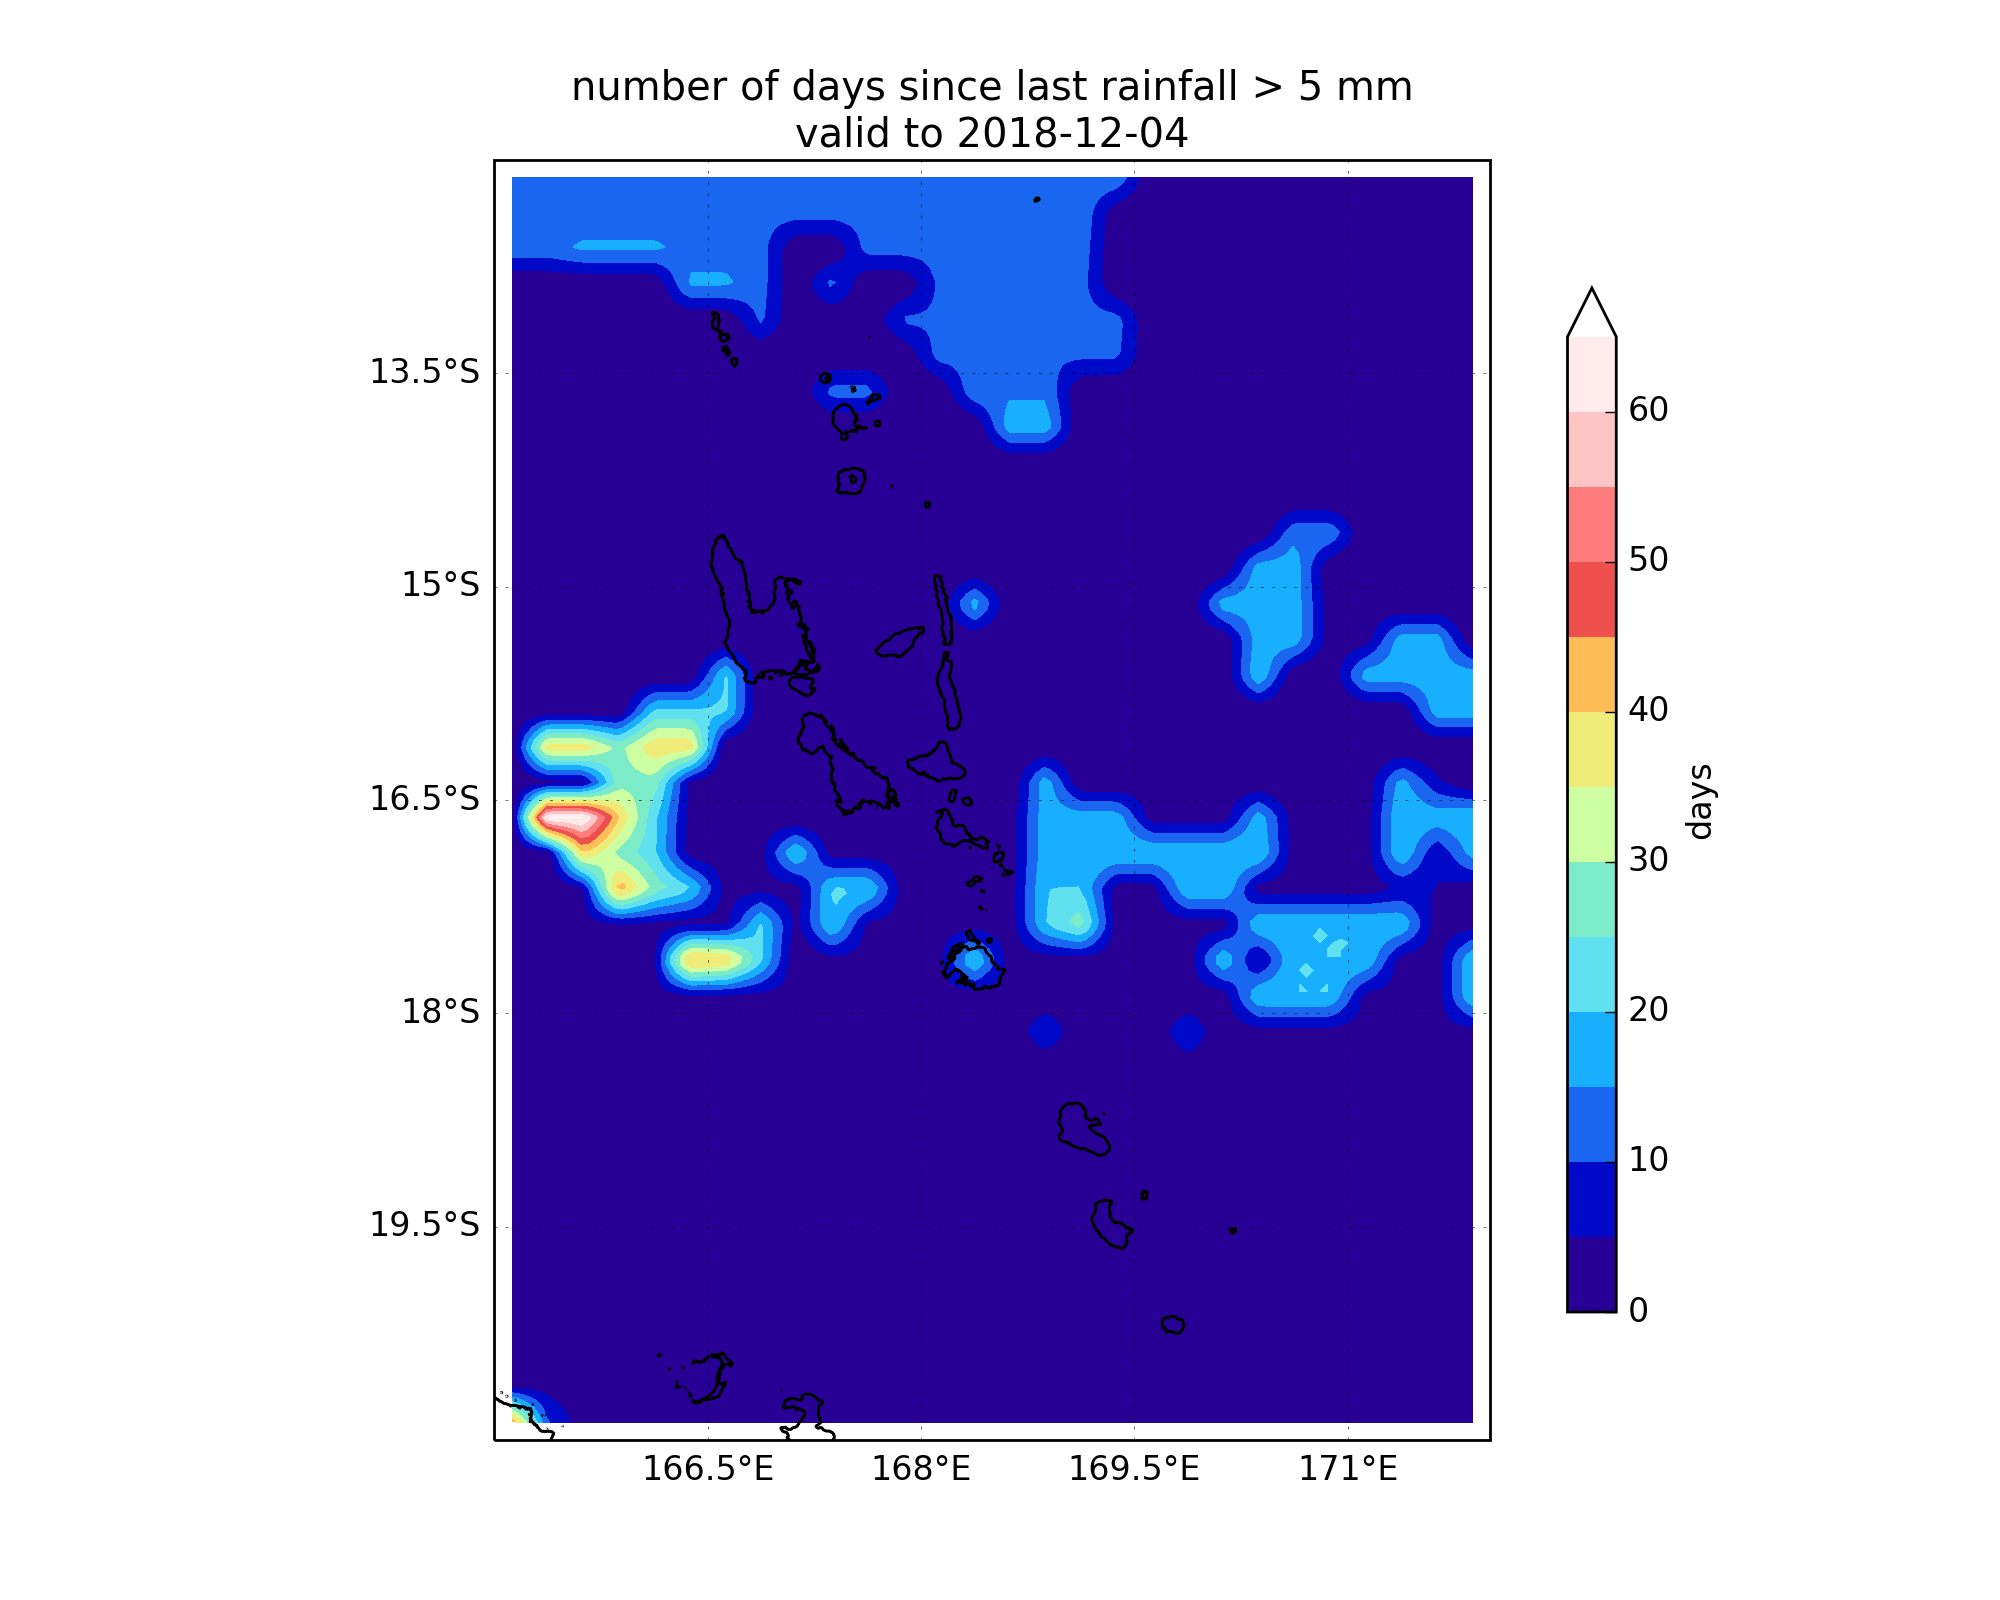 number of days since last rainfall > 5 mm
valid to 2018-12-04
13.5°S
15°S
16.5°S
18°S
19.5°S
166.5°E
168°E
169.5°E
171°E
60
50
40
30
20
10
0
days